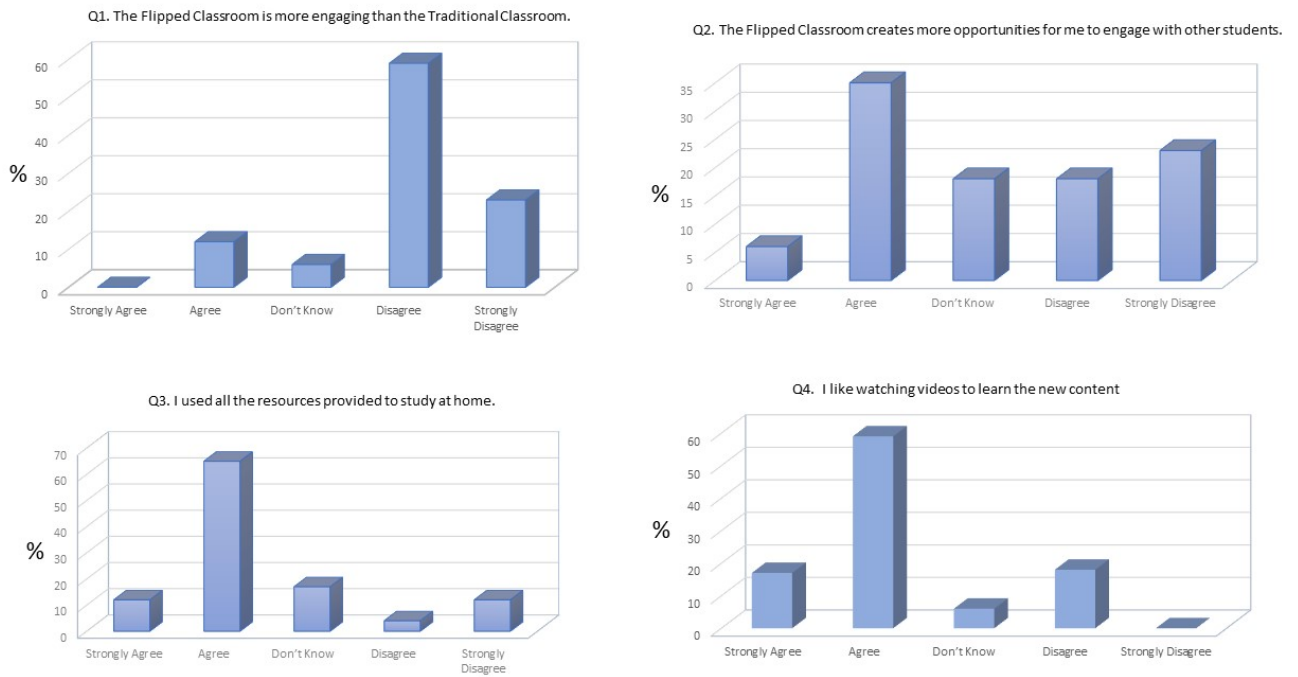 Q1. The Flipped Classroom is more engaging than the Traditional Classroom.
60
50
40
%
30
20
10
0
Strongly Agree
Agree
Don't Know
Disagree
Strongly
Disagree
Q2. The Flipped Classroom creates more opportunities for me to engage with other students.
35
30
25
20
%
15
10
5
0
Strongly Agree
Agree
Don't Know
Disagree
Strongly Disagree
Q3. I used all the resources provided to study at home.
70
60
50
40
%
30
20
10
0
Strongly Agree
Agree
Don't Know
Disagree
Strongly
Disagree
Q4. I like watching videos to learn the new content
60
50
40
%
30
20
10
0
Strongly Agree
Agree
Don't Know
Disagree
Strongly Disagree